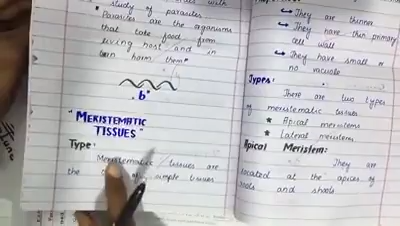 study of parasites
• Parasites are the organisms
that take food from
living host and in
turn harm them"
b"
"MERISTEMATIC
TISSUES"
Type:
Meristematic tissues are
the simple tissues
↪ They are thinner
↪ They have thin primary
cell wall
↪ They have small or
no vacuole
Types:
There are two types
of meristematic tissues
* Apical meristems
* Lateral meristem
Apical Meristem:
They are
located at the apices of
roots and shoots